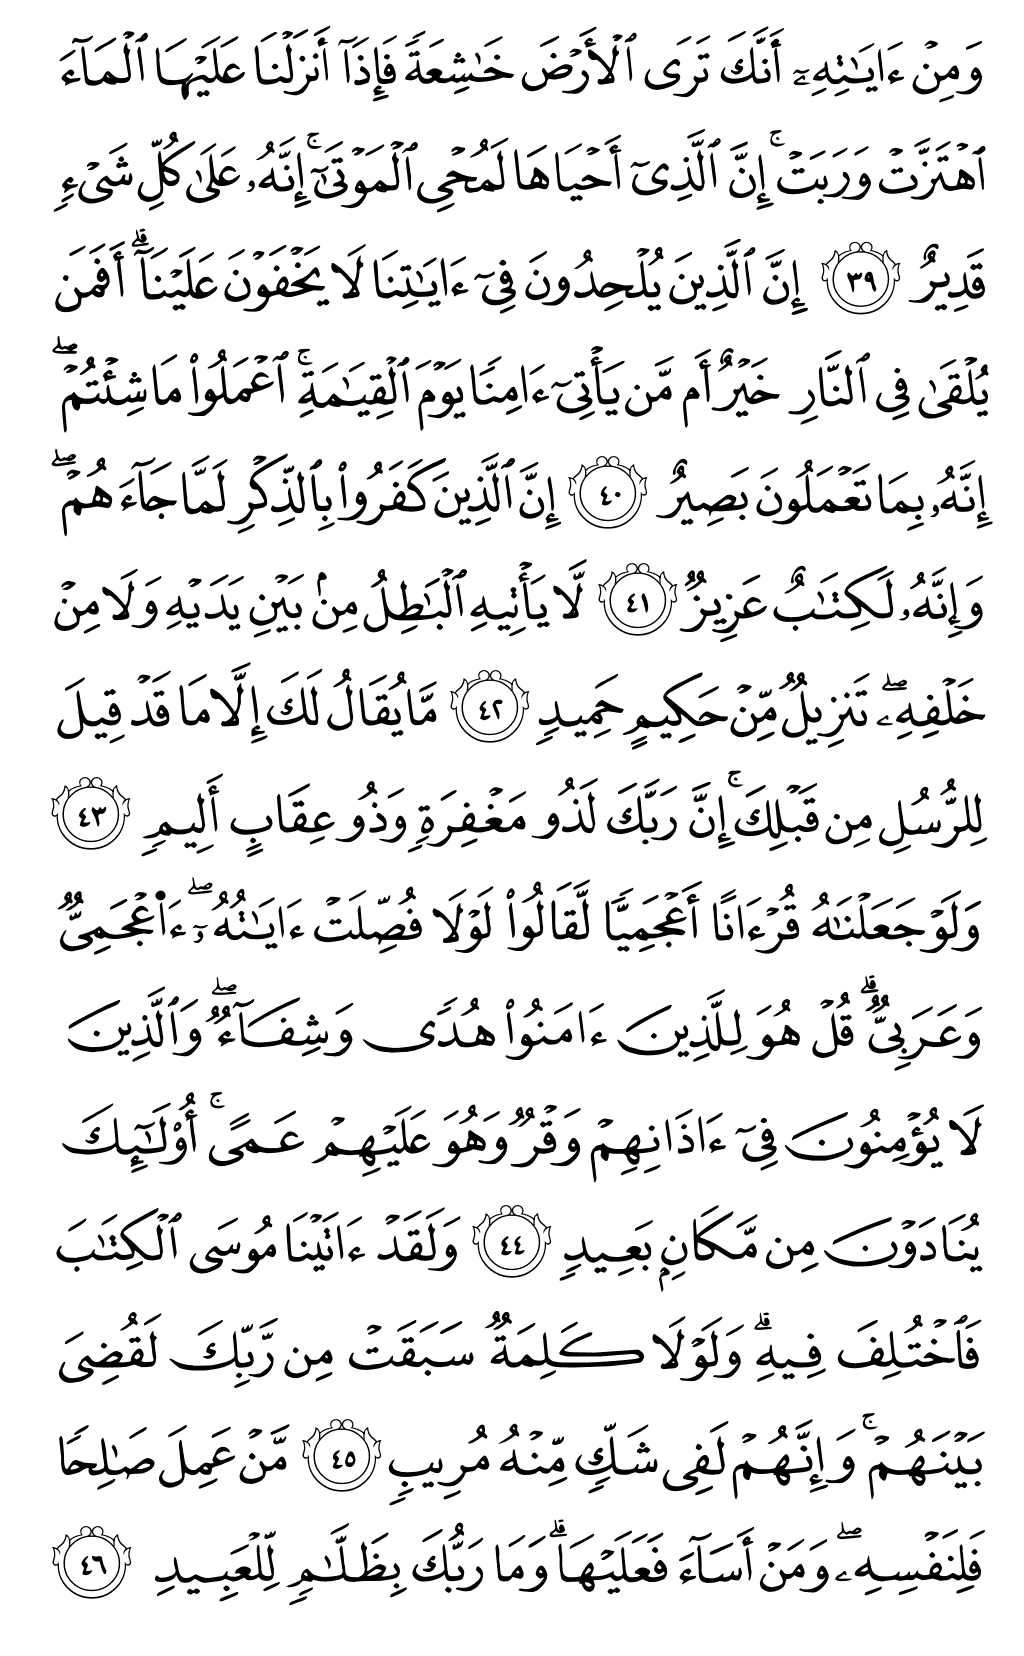 وَمِنْ ءَايَـٰتِهِۦٓ أَنَّكَ تَرَى ٱلْأَرْضَ خَـٰشِعَةً فَإِذَآ أَنزَلْنَا عَلَيْهَا ٱلْمَآءَ
ٱهْتَزَّتْ وَرَبَتْ ۚ إِنَّ ٱلَّذِىٓ أَحْيَاهَا لَمُحْىِ ٱلْمَوْتَىٰٓ ۚ إِنَّهُۥ عَلَىٰ كُلِّ شَىْءٍ
قَدِيرٌ ٣٩ إِنَّ ٱلَّذِينَ يُلْحِدُونَ فِىٓ ءَايَـٰتِنَا لَا يَخْفَوْنَ عَلَيْنَآ ۗ أَفَمَن
يُلْقَىٰ فِى ٱلنَّارِ خَيْرٌ أَم مَّن يَأْتِىٓ ءَامِنًا يَوْمَ ٱلْقِيَـٰمَةِ ۚ ٱعْمَلُوا۟ مَا شِئْتُمْ ۖ
إِنَّهُۥ بِمَا تَعْمَلُونَ بَصِيرٌ ٤٠ إِنَّ ٱلَّذِينَ كَفَرُوا۟ بِٱلذِّكْرِ لَمَّا جَآءَهُمْ ۖ
وَإِنَّهُۥ لَكِتَـٰبٌ عَزِيزٌ ٤١ لَّا يَأْتِيهِ ٱلْبَـٰطِلُ مِنۢ بَيْنِ يَدَيْهِ وَلَا مِنْ
خَلْفِهِۦ ۖ تَنزِيلٌ مِّنْ حَكِيمٍ حَمِيدٍ ٤٢ مَّا يُقَالُ لَكَ إِلَّا مَا قَدْ قِيلَ
لِلرُّسُلِ مِن قَبْلِكَ ۚ إِنَّ رَبَّكَ لَذُو مَغْفِرَةٍ وَذُو عِقَابٍ أَلِيمٍ ٤٣
وَلَوْ جَعَلْنَـٰهُ قُرْءَانًا أَعْجَمِيًّا لَّقَالُوا۟ لَوْلَا فُصِّلَتْ ءَايَـٰتُهُۥٓ ۖ ءَا۬عْجَمِىٌّ
وَعَرَبِىٌّ ۗ قُلْ هُوَ لِلَّذِينَ ءَامَنُوا۟ هُدًى وَشِفَآءٌ ۖ وَٱلَّذِينَ
لَا يُؤْمِنُونَ فِىٓ ءَاذَانِهِمْ وَقْرٌ وَهُوَ عَلَيْهِمْ عَمًى ۚ أُو۟لَـٰٓئِكَ
يُنَادَوْنَ مِن مَّكَانٍۭ بَعِيدٍ ٤٤ وَلَقَدْ ءَاتَيْنَا مُوسَى ٱلْكِتَـٰبَ
فَٱخْتُلِفَ فِيهِ ۗ وَلَوْلَا كَلِمَةٌ سَبَقَتْ مِن رَّبِّكَ لَقُضِىَ
بَيْنَهُمْ ۚ وَإِنَّهُمْ لَفِى شَكٍّ مِّنْهُ مُرِيبٍ ٤٥ مَّنْ عَمِلَ صَـٰلِحًا
فَلِنَفْسِهِۦ ۖ وَمَنْ أَسَآءَ فَعَلَيْهَا ۗ وَمَا رَبُّكَ بِظَلَّـٰمٍ لِّلْعَبِيدِ ٤٦